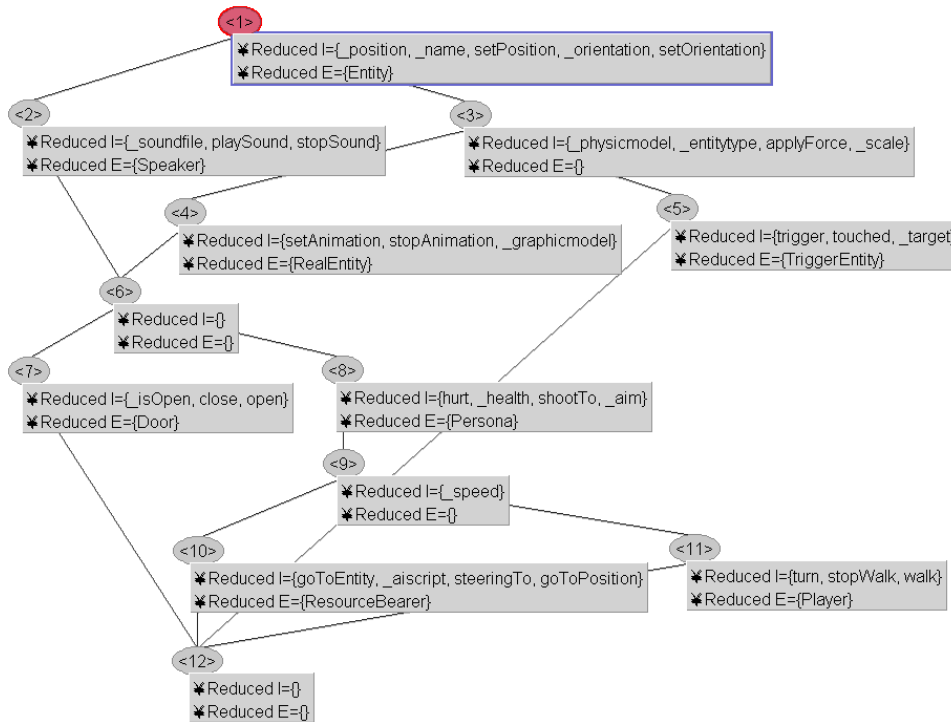 <1>
¥ Reduced I={_position, _name, setPosition, _orientation, setOrientation}
¥ Reduced E={Entity}
<2>
<3>
¥ Reduced I={_soundfile, playSound, stopSound}
¥ Reduced E={Speaker}
¥ Reduced I={_physicmodel, _entitytype, applyForce, _scale}
¥ Reduced E={}
<4>
<5>
¥ Reduced I={setAnimation, stopAnimation, _graphicmodel}
¥ Reduced E={RealEntity}
¥ Reduced I={trigger, touched, _target}
¥ Reduced E={TriggerEntity}
<6>
¥ Reduced I={}
¥ Reduced E={}
<7>
<8>
¥ Reduced I={_isOpen, close, open}
¥ Reduced E={Door}
¥ Reduced I={hurt, _health, shootTo, _aim}
¥ Reduced E={Persona}
<9>
¥ Reduced I={_speed}
¥ Reduced E={}
<10>
<11>
¥ Reduced I={goToEntity, _aiscript, steeringTo, goToPosition}
¥ Reduced E={ResourceBearer}
¥ Reduced I={turn, stopWalk, walk}
¥ Reduced E={Player}
<12>
¥ Reduced I={}
¥ Reduced E={}